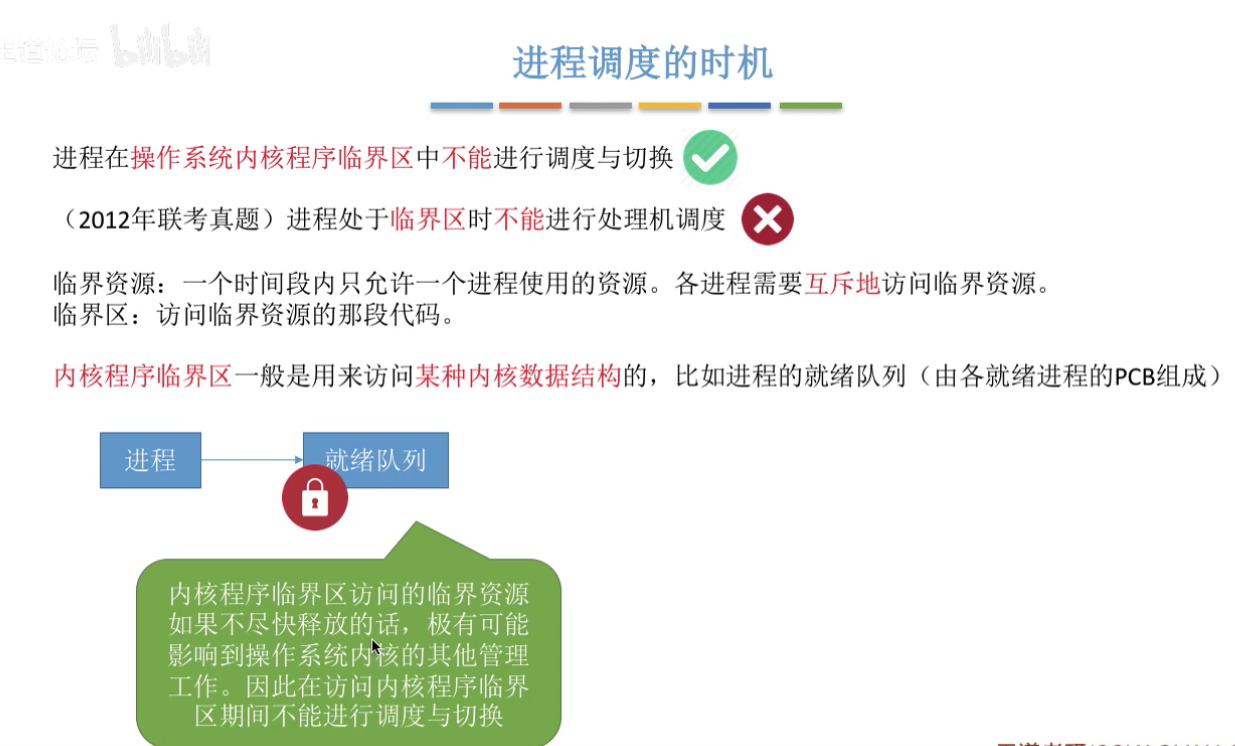 bilibili
进程调度的时机
进程在操作系统内核程序临界区中不能进行调度与切换
（2012年联考真题）进程处于临界区时不能进行处理机调度
临界资源：一个时间段内只允许一个进程使用的资源。各进程需要互斥地访问临界资源。
临界区：访问临界资源的那段代码。
内核程序临界区一般是用来访问某种内核数据结构的，比如进程的就绪队列（由各就绪进程的PCB组成）
进程
就绪队列
内核程序临界区访问的临界资源
如果不尽快释放的话，极有可能
影响到操作系统内核的其他管理
工作。因此在访问内核程序临界
区期间不能进行调度与切换